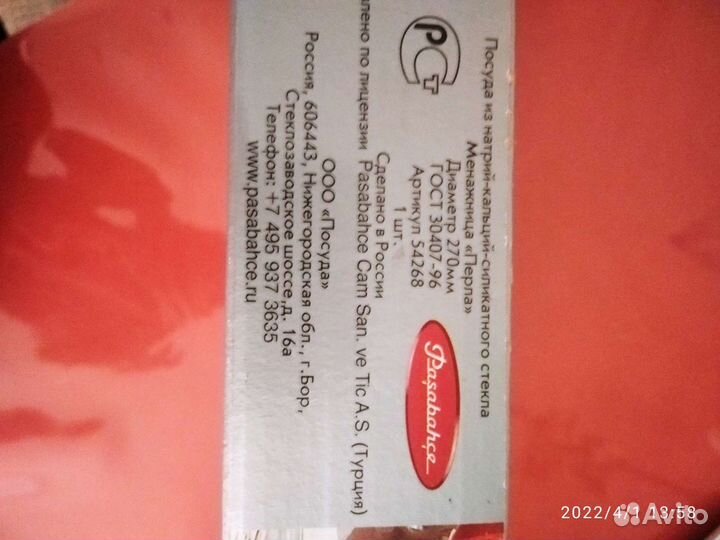 Посуда из натрий-кальций-силикатного стекла
Менажница «Перла»
Диаметр 270мм
ГОСТ 30407-96
Артикул 54268
1 шт.
РСТ
Paşabahçe
Сделано в России
по лицензии Pasabahce Cam San. ve Tic A.S. (Турция)
ООО «Посуда»
Россия, 606443, Нижегородская обл., г.Бор,
Стеклозаводское шоссе,д. 16а
Телефон: +7 495 937 3635
www.pasabahce.ru
2022/4/1 13:58
Avito